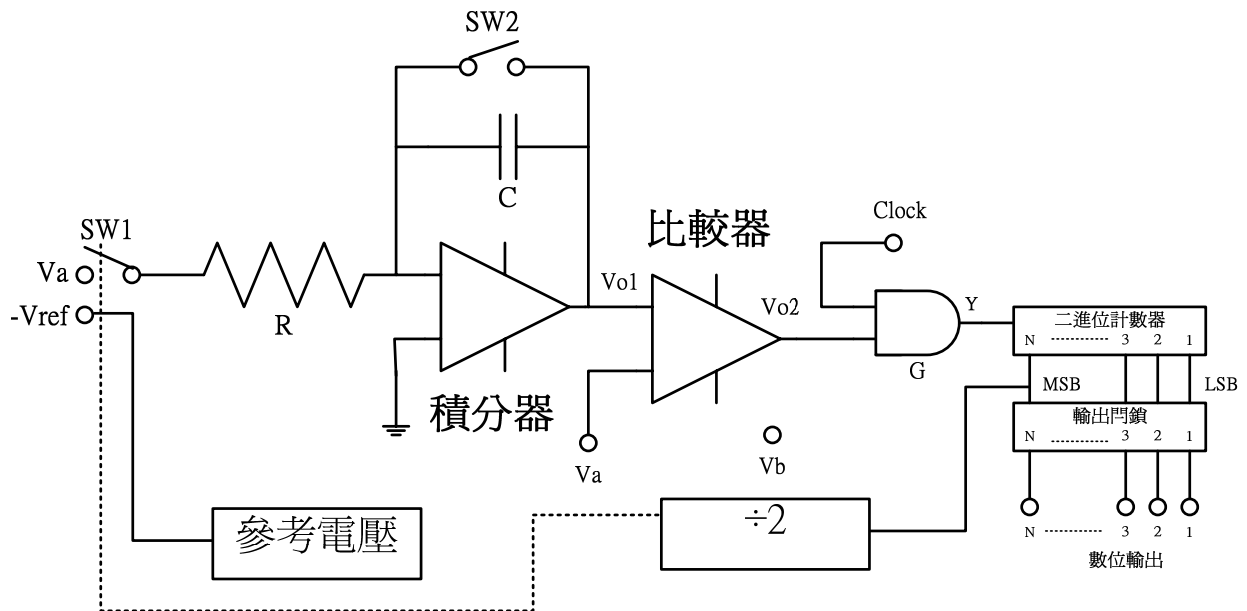 SW2
C
SW1
Va
-Vref
R
積分器
Vo1
比較器
Va
Vo2
Vb
Clock
G
Y
二進位計數器
N ............... 3 2 1
MSB
LSB
輸出閂鎖
N ............... 3 2 1
N ............... 3 2 1
數位輸出
參考電壓
÷2